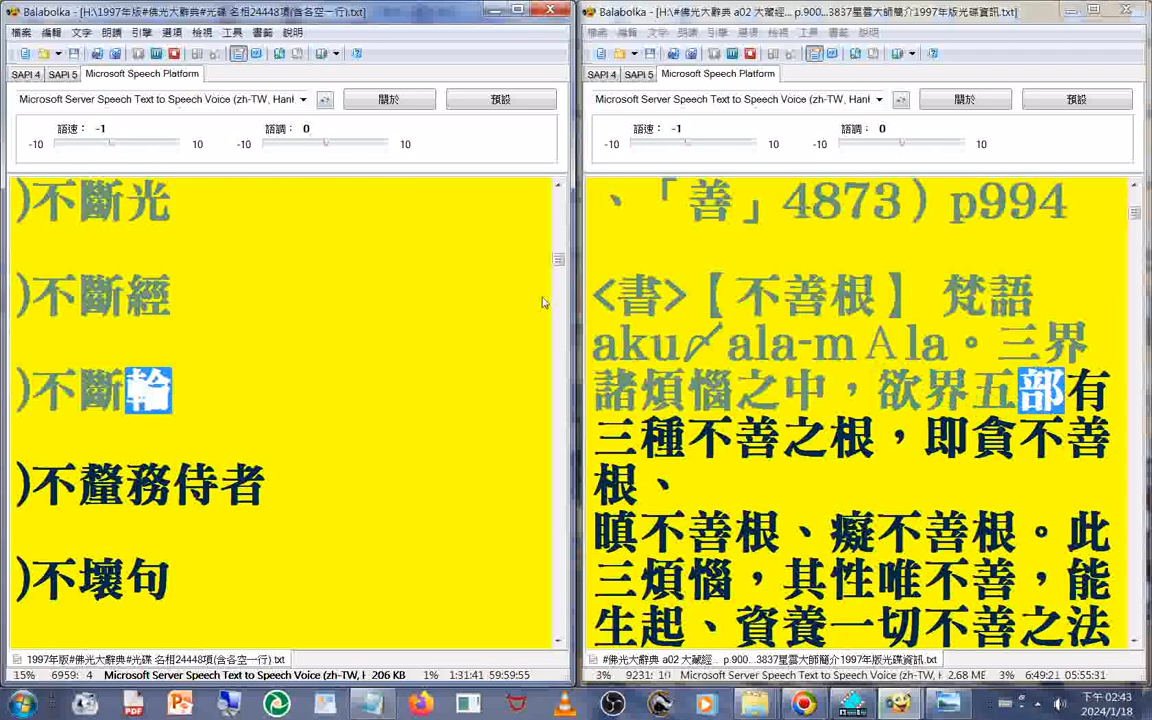 Balabolka - [H:\1997年版#佛光大辭典#光碟 名相24448項(含各空一行).txt]
檔案 編輯 文字 朗讀 引擎 選項 檢視 工具 書籤 說明
SAPI 4 SAPI 5 Microsoft Speech Platform
Microsoft Server Speech Text to Speech Voice (zh-TW, Hanl 關於 預設
語速： -1 語調： 0
-10 10 -10 10
)不斷光
)不斷經
)不斷輪
)不釐務侍者
)不壞句
1997年版#佛光大辭典#光碟 名相24448項(含各空一行).txt
15% 6959: 4 Microsoft Server Speech Text to Speech Voice (zh-TW, H 206 KB 1% 1:31:41 59:59:55
Balabolka - [H:\#佛光大辭典 a02 大藏經... p.900...3837星雲大師簡介1997年版光碟資訊.txt]
檔案 編輯 文字 朗讀 引擎 選項 檢視 工具 書籤 說明
SAPI 4 SAPI 5 Microsoft Speech Platform
Microsoft Server Speech Text to Speech Voice (zh-TW, Hanl 關於 預設
語速： -1 語調： 0
-10 10 -10 10
、「善」4873）p994
<書>【不善根】 梵語
aku〆ala-mＡla。三界
諸煩惱之中，欲界五部有
三種不善之根，即貪不善
根、
瞋不善根、癡不善根。此
三煩惱，其性唯不善，能
生起、資養一切不善之法
#佛光大辭典 a02 大藏經... p.900...3837星雲大師簡介1997年版光碟資訊.txt
3% 9231: 10 Microsoft Server Speech Text to Speech Voice (zh-TW, 2.68 MB 3% 6:49:21 05:55:31
下午 02:43
2024/1/18